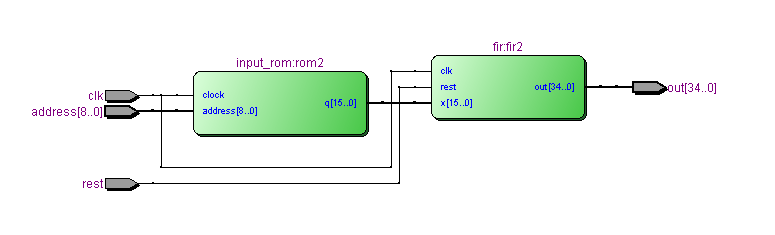 input_rom:rom2
fir:fir2
clk
address[8..0]
rest
clock
address[8..0]
q[15..0]
clk
rest
x[15..0]
out[34..0]
out[34..0]